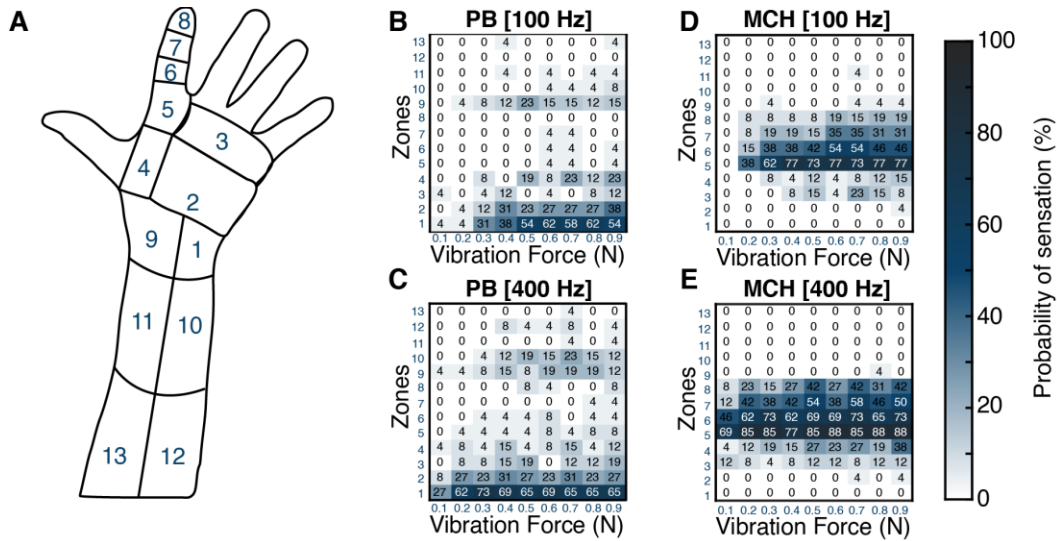 A
B
PB [100 Hz]
Zones
13 0 0 0 4 0 0 0 0 4
12 0 0 0 0 0 0 0 0 0
11 0 0 0 4 0 4 0 4 4
10 0 0 0 0 0 4 4 4 8
9 0 4 8 12 23 15 15 12 15
8 0 0 0 0 0 0 0 0 0
7 0 0 0 0 0 4 4 0 0
6 0 0 0 0 0 4 4 0 0
5 0 0 0 0 0 4 4 4 4
4 0 0 8 0 19 8 23 12 23
3 4 0 4 12 0 4 0 8 12
2 0 4 12 31 23 27 27 27 38
1 4 4 31 38 54 62 58 62 54
0.1 0.2 0.3 0.4 0.5 0.6 0.7 0.8 0.9
Vibration Force (N)
C
PB [400 Hz]
Zones
13 0 0 0 0 0 0 4 0 0
12 0 0 0 8 4 4 8 0 4
11 0 0 0 0 0 0 4 0 4
10 0 0 4 12 19 15 23 15 12
9 4 4 8 15 8 19 19 19 12
8 0 0 0 0 8 4 0 0 8
7 0 0 0 0 0 0 0 4 4
6 0 0 4 4 4 8 0 4 4
5 0 4 4 4 0 8 4 8 8
4 4 0 8 15 4 8 15 4 12
3 0 8 8 15 19 0 12 12 19
2 8 27 23 31 27 23 31 23 27
1 27 62 73 69 65 69 65 65 65
0.1 0.2 0.3 0.4 0.5 0.6 0.7 0.8 0.9
Vibration Force (N)
D
MCH [100 Hz]
Zones
13 0 0 0 0 0 0 0 0 0
12 0 0 0 0 0 0 0 0 0
11 0 0 0 0 0 0 4 0 0
10 0 0 0 0 0 0 0 0 0
9 0 0 4 0 0 0 4 4 4
8 0 8 8 8 8 19 15 19 19
7 0 8 19 19 15 35 35 31 31
6 0 15 38 38 42 54 54 46 46
5 0 38 62 77 73 77 73 77 77
4 0 0 8 4 12 4 8 12 15
3 0 0 0 8 15 4 23 15 8
2 0 0 0 0 0 0 0 0 4
1 0 0 0 0 0 0 0 0 0
0.1 0.2 0.3 0.4 0.5 0.6 0.7 0.8 0.9
Vibration Force (N)
E
MCH [400 Hz]
Zones
13 0 0 0 0 0 0 0 0 0
12 0 0 0 0 0 0 0 0 0
11 0 0 0 0 0 0 0 0 0
10 0 0 0 0 0 0 0 0 0
9 0 0 0 0 0 0 0 4 0
8 8 23 15 27 42 27 42 31 42
7 12 42 38 42 54 38 58 46 50
6 46 62 73 62 69 69 73 65 73
5 69 85 85 77 85 88 85 88 88
4 4 12 19 15 27 23 27 19 38
3 12 8 4 8 12 8 12 12 12
2 0 0 0 0 0 0 4 0 4
1 0 0 0 0 0 0 0 0 0
0.1 0.2 0.3 0.4 0.5 0.6 0.7 0.8 0.9
Vibration Force (N)
8
7
6
5
3
4
2
9
1
11
10
13
12
100
80
60
40
20
0
Probability of sensation (%)